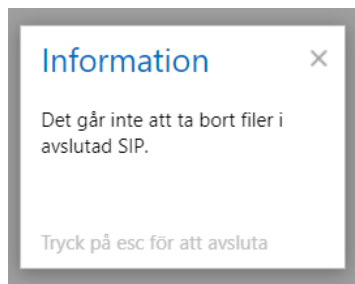 Information
Det går inte att ta bort filer i
avslutad SIP.
Tryck på esc för att avsluta